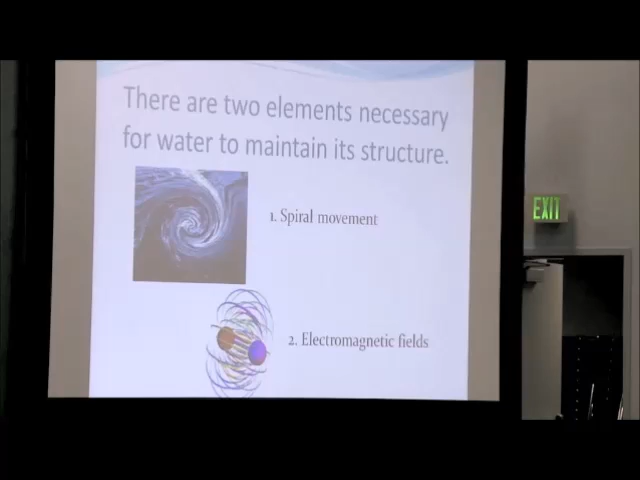 There are two elements necessary
for water to maintain its structure.
1. Spiral movement
EXIT
2. Electromagnetic fields